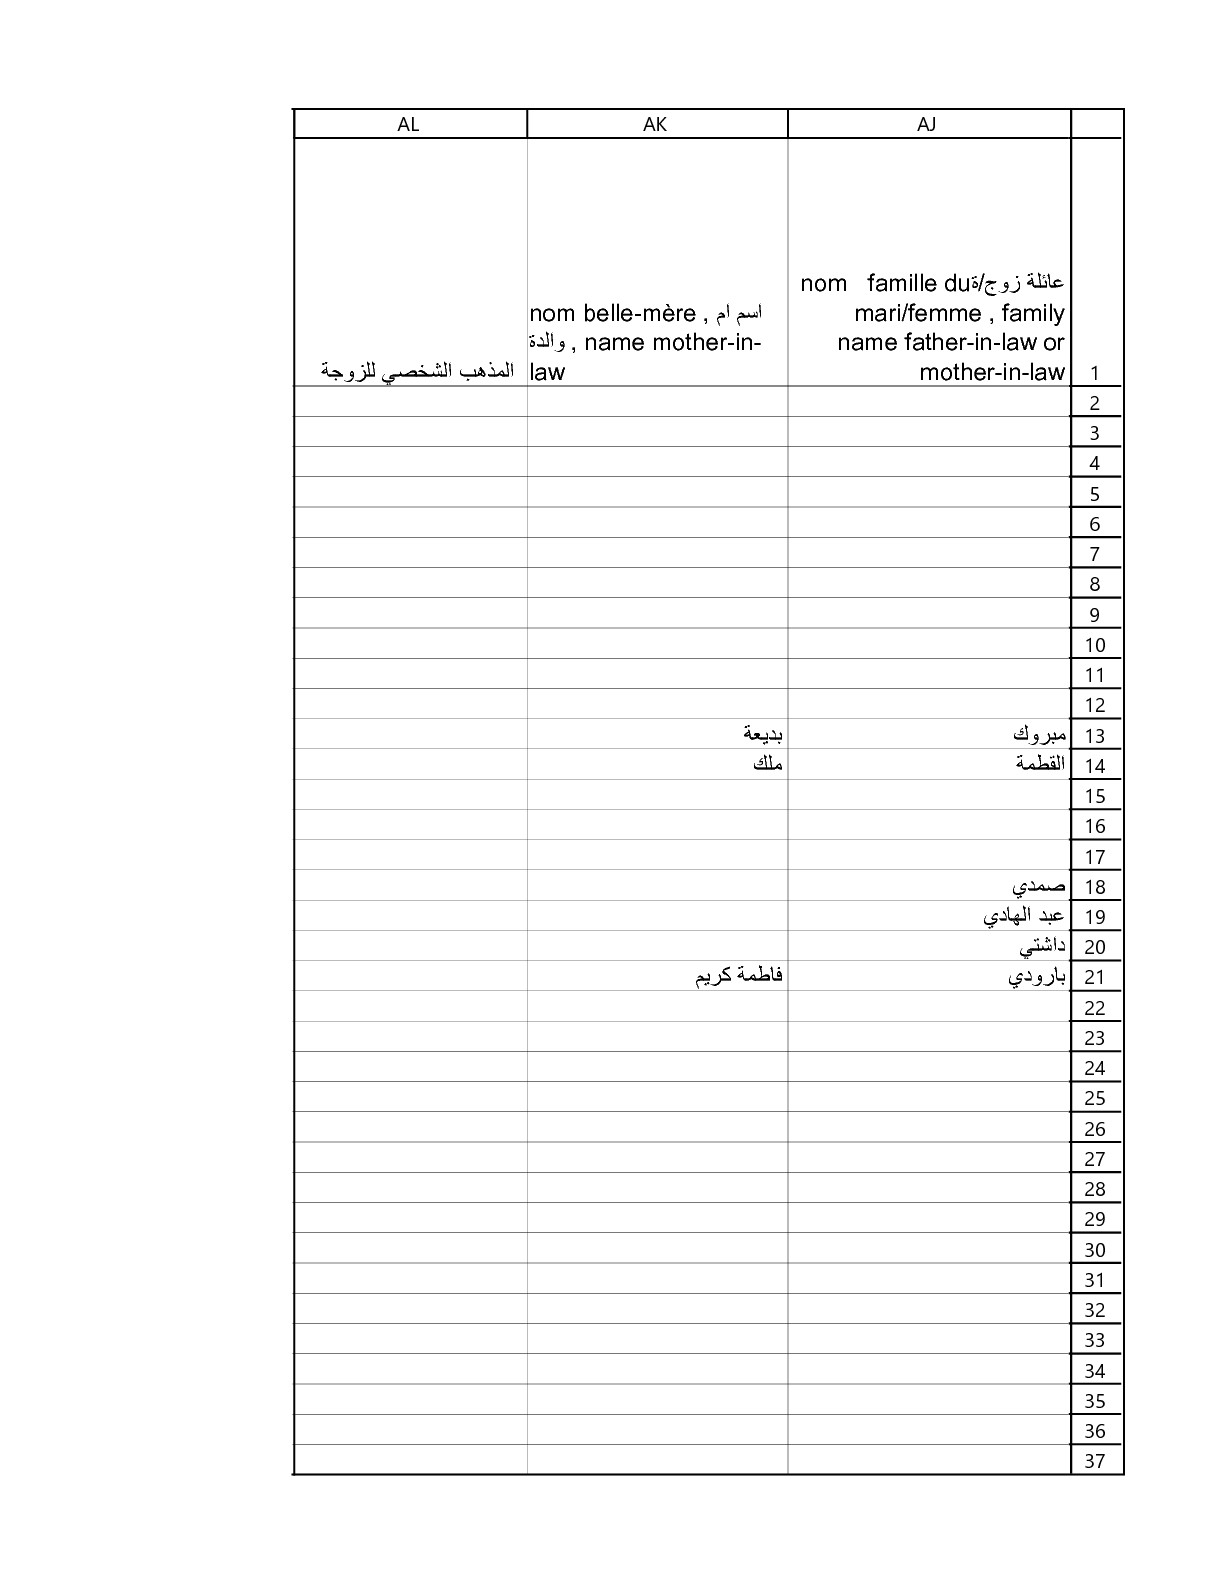 AJ AK AL
عائلة زوج/ةnom famille du
mari/femme , family
name father-in-law or
mother-in-law
nom belle-mère , اسم ام
والدة , name mother-in-
law
المذهب الشخصي للزوجة
1
2
3
4
5
6
7
8
9
10
11
12
13 مبروك بديعة
14 القطمة ملك
15
16
17
18 صمدي
19 عبد الهادي
20 داشتي
21 بارودي فاطمة كريم
22
23
24
25
26
27
28
29
30
31
32
33
34
35
36
37